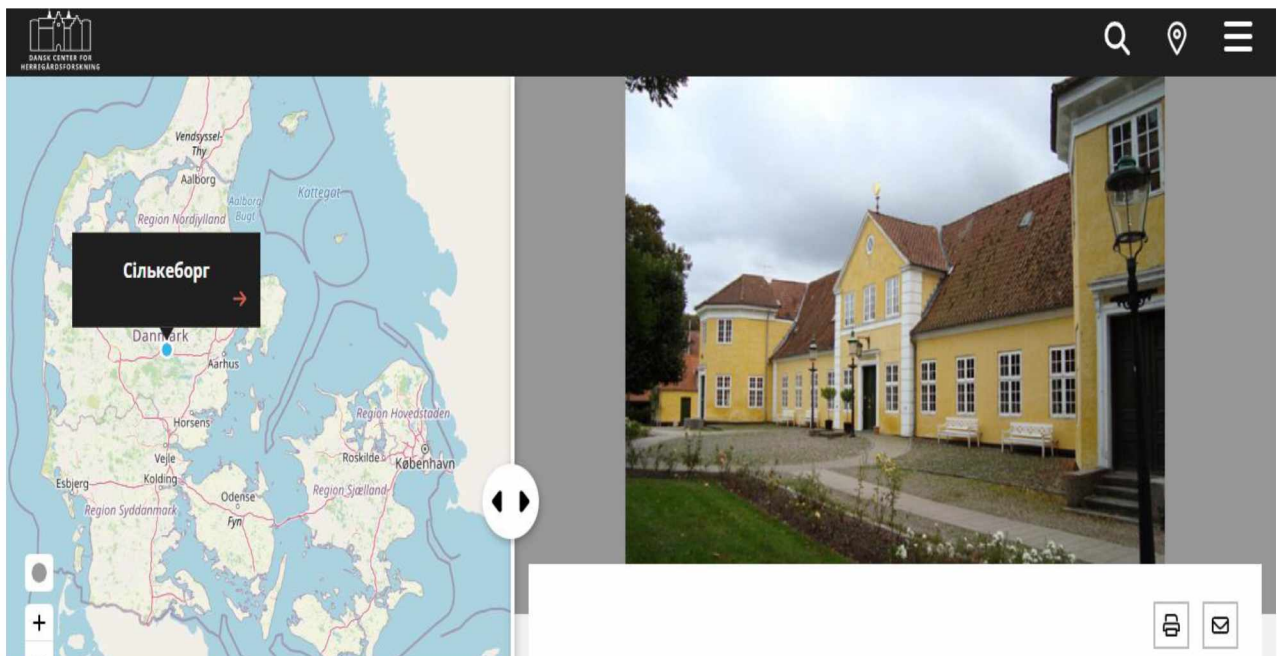 DANSK CENTER FOR
HERREGÅRDSFORSKNING
Vendsyssel-
Thy
Aalborg
Aalborg
Bugt
Kattegat
Region Nordjylland
Сількеборг
Danmark
Aarhus
Horsens
Region Hovedstaden
Vejle
Roskilde
København
Esbjerg
Kolding
Odense
Region Sjælland
Region Syddanmark
Fyn
+